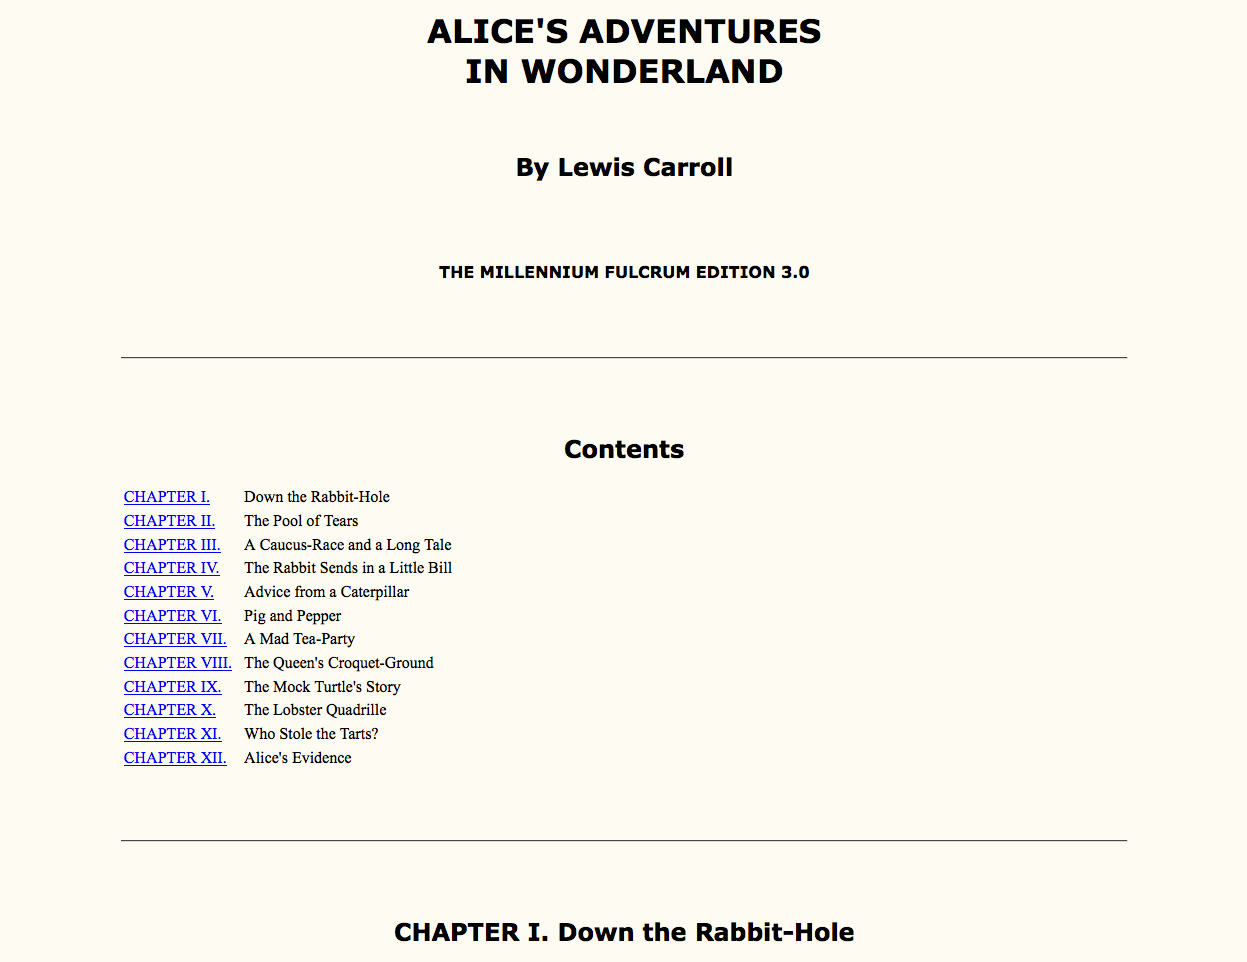 ALICE'S ADVENTURES
IN WONDERLAND
By Lewis Carroll
THE MILLENNIUM FULCRUM EDITION 3.0
Contents
CHAPTER I. Down the Rabbit-Hole
CHAPTER II. The Pool of Tears
CHAPTER III. A Caucus-Race and a Long Tale
CHAPTER IV. The Rabbit Sends in a Little Bill
CHAPTER V. Advice from a Caterpillar
CHAPTER VI. Pig and Pepper
CHAPTER VII. A Mad Tea-Party
CHAPTER VIII. The Queen's Croquet-Ground
CHAPTER IX. The Mock Turtle's Story
CHAPTER X. The Lobster Quadrille
CHAPTER XI. Who Stole the Tarts?
CHAPTER XII. Alice's Evidence
CHAPTER I. Down the Rabbit-Hole